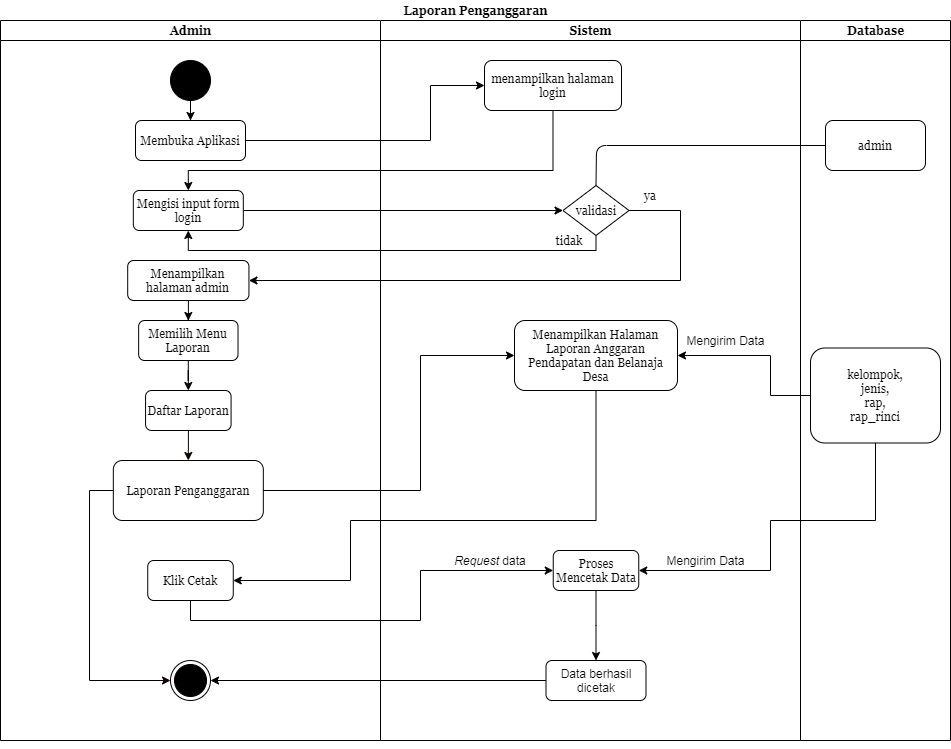 Laporan Penganggaran
Admin
Sistem
Database
menampilkan halaman
login
Membuka Aplikasi
admin
Mengisi input form
login
validasi
ya
tidak
Menampilkan
halaman admin
Memilih Menu
Laporan
Menampilkan Halaman
Laporan Anggaran
Pendapatan dan Belanaja
Desa
Mengirim Data
kelompok,
jenis,
rap,
rap_rinci
Daftar Laporan
Laporan Penganggaran
Klik Cetak
Request data
Proses
Mencetak Data
Mengirim Data
Data berhasil
dicetak